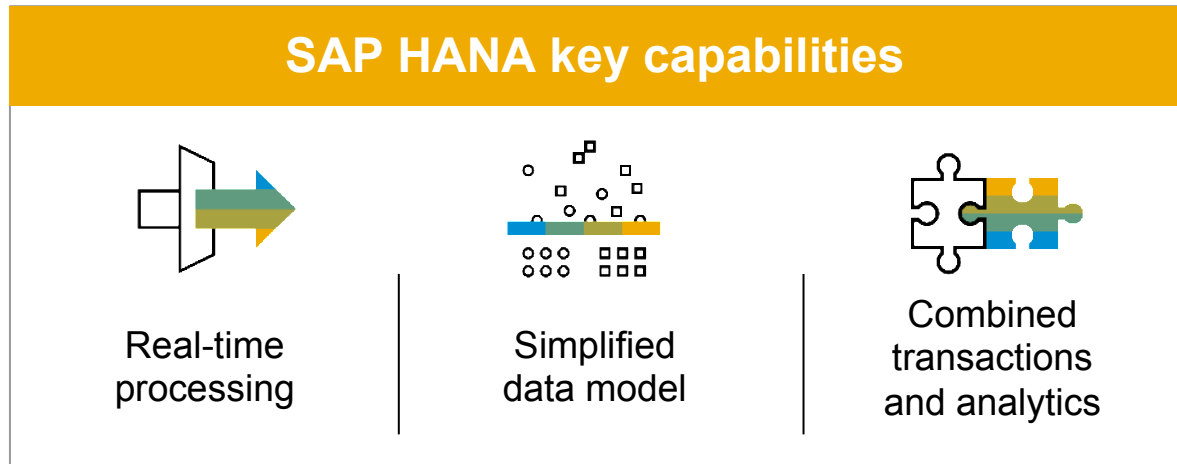 SAP HANA key capabilities
Real-time
processing
Simplified
data model
Combined
transactions
and analytics